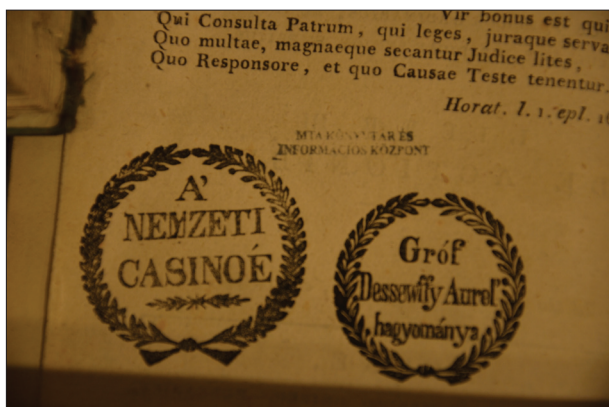 Vir bonus est qui
Qui Consulta Patrum, qui leges, juraque serva
Quo multae, magnaeque secantur Judice lites,
Quo Responsore, et quo Causae Teste tenentur.
Horat. l. 1. epl.
MTA KÖNYVTÁR ÉS
INFORMÁCIÓS KÖZPONT
A'
NEMZETI
CASINOÉ
Gróf
Dessewffy Aurel'
hagyománya